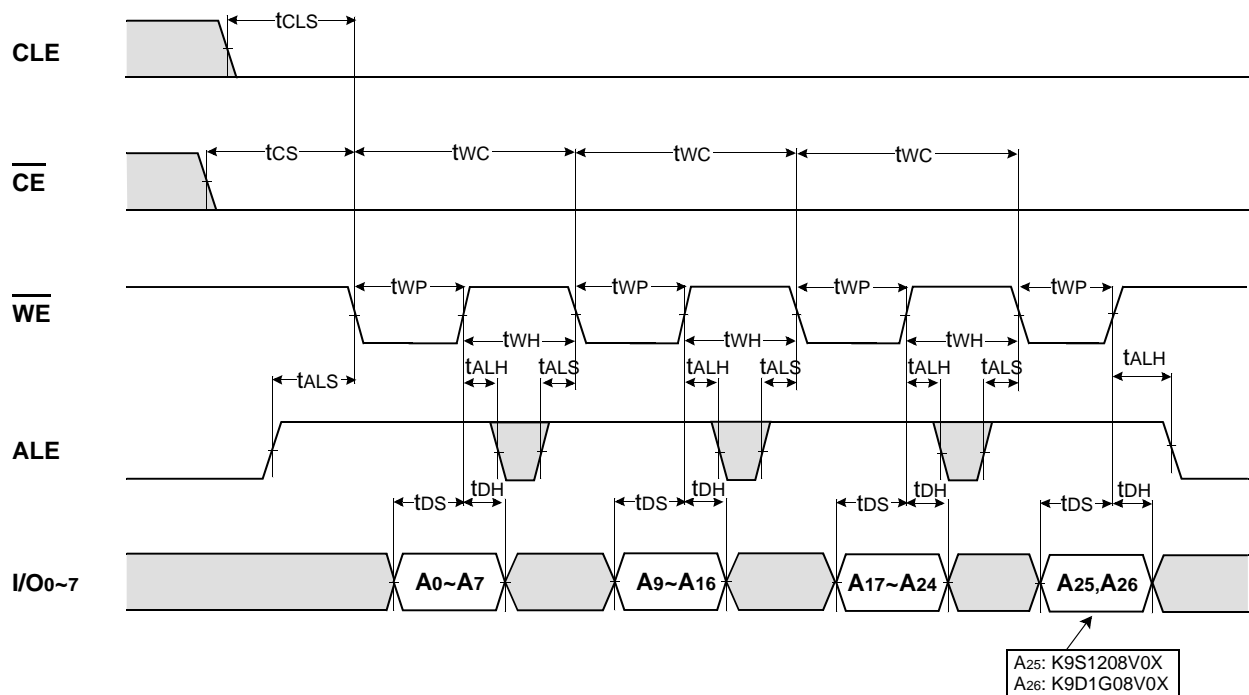 tCLS
CLE
tCS tWC tWC tWC
CE
tWP tWP tWP tWP
WE
tWH tWH tWH
tALS tALH tALS tALH tALS tALH tALS tALH
ALE
tDS tDH tDS tDH tDS tDH tDS tDH
I/O0~7 A0~A7 A9~A16 A17~A24 A25,A26
A25: K9S1208V0X
A26: K9D1G08V0X